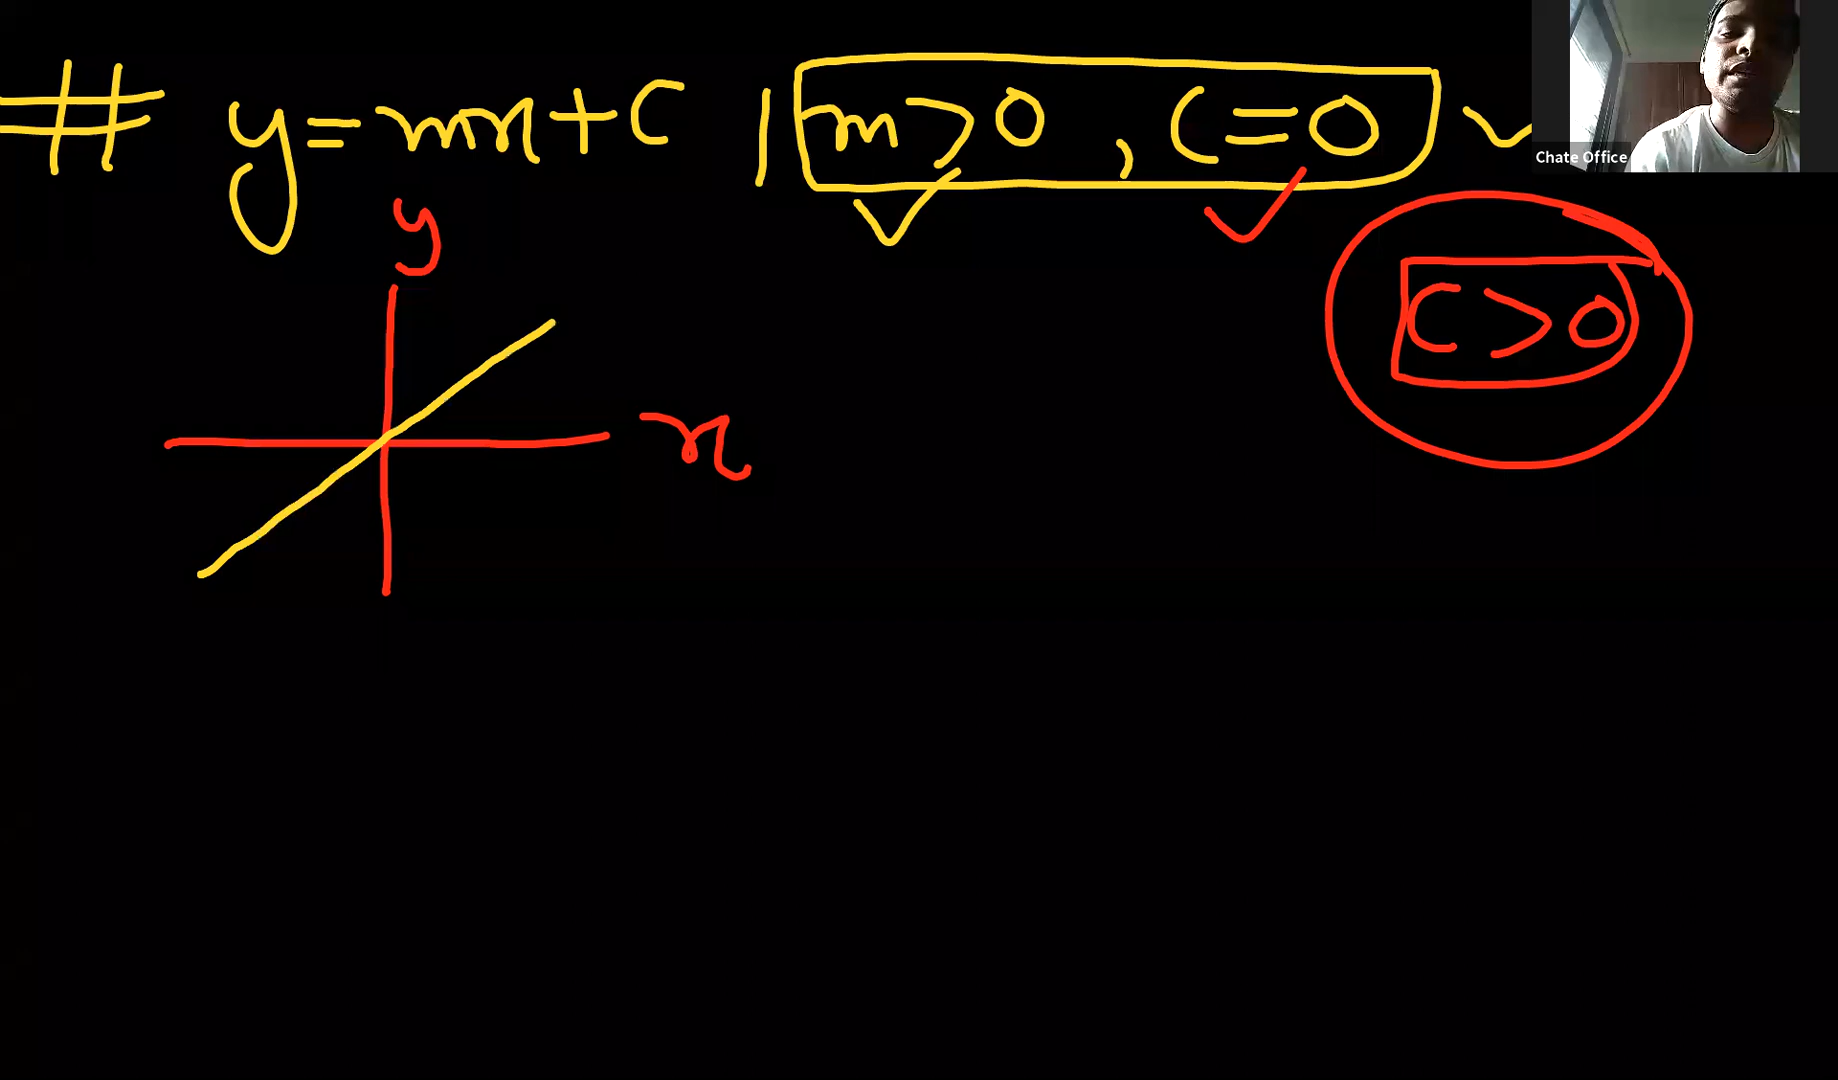 # y = mx + c | m > 0 , c = 0
Chate Office
y
c > 0
x